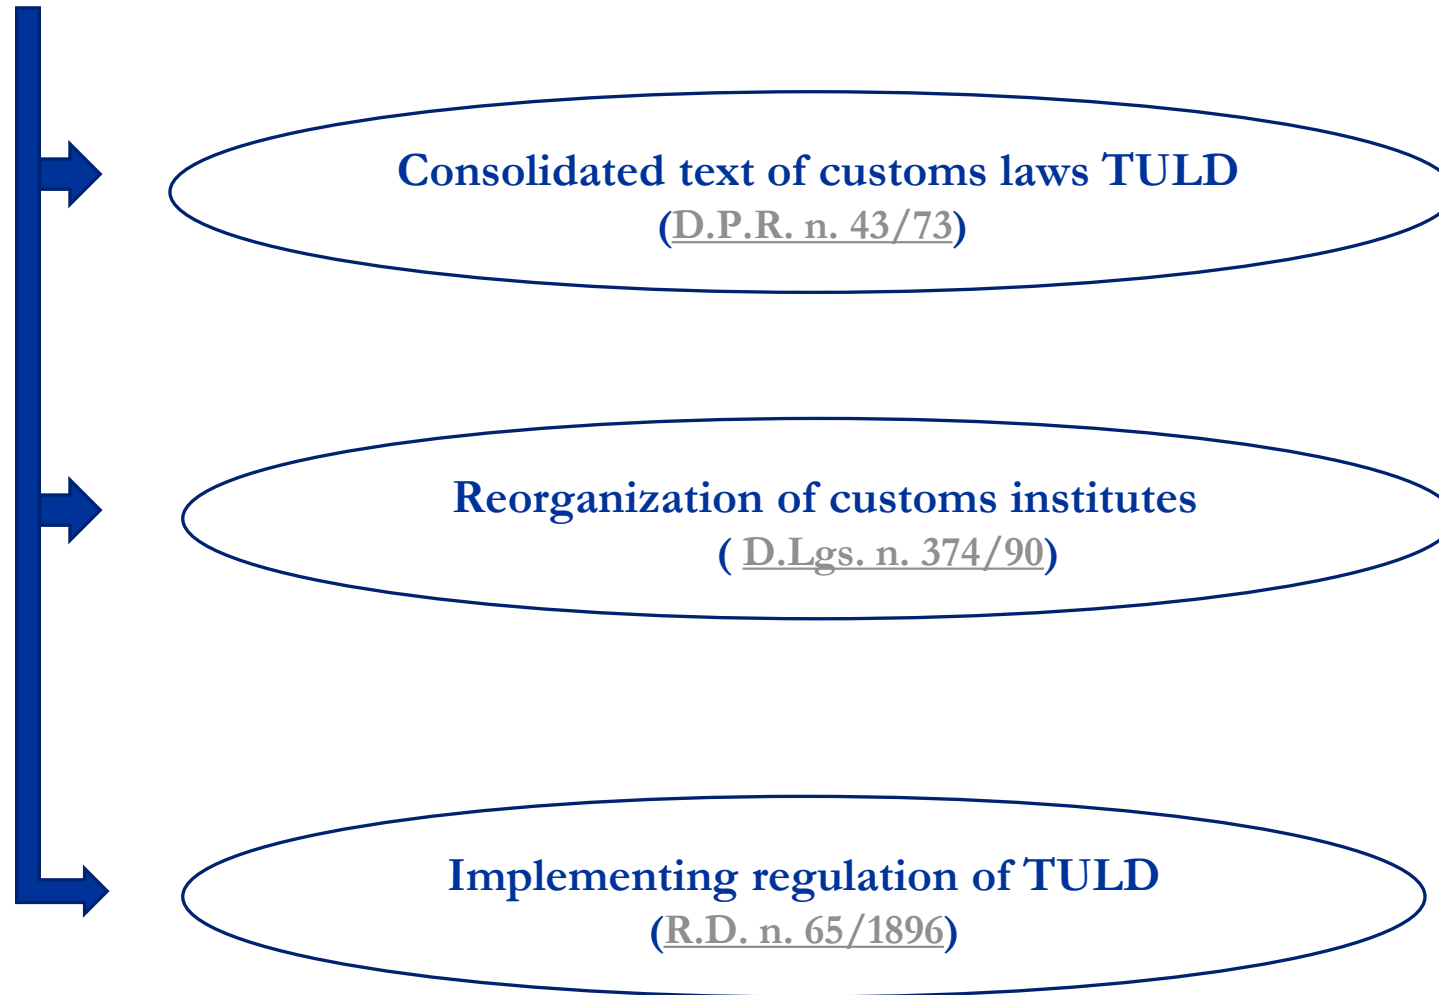 Consolidated text of customs laws TULD
(D.P.R. n. 43/73)
Reorganization of customs institutes
( D.Lgs. n. 374/90)
Implementing regulation of TULD
(R.D. n. 65/1896)